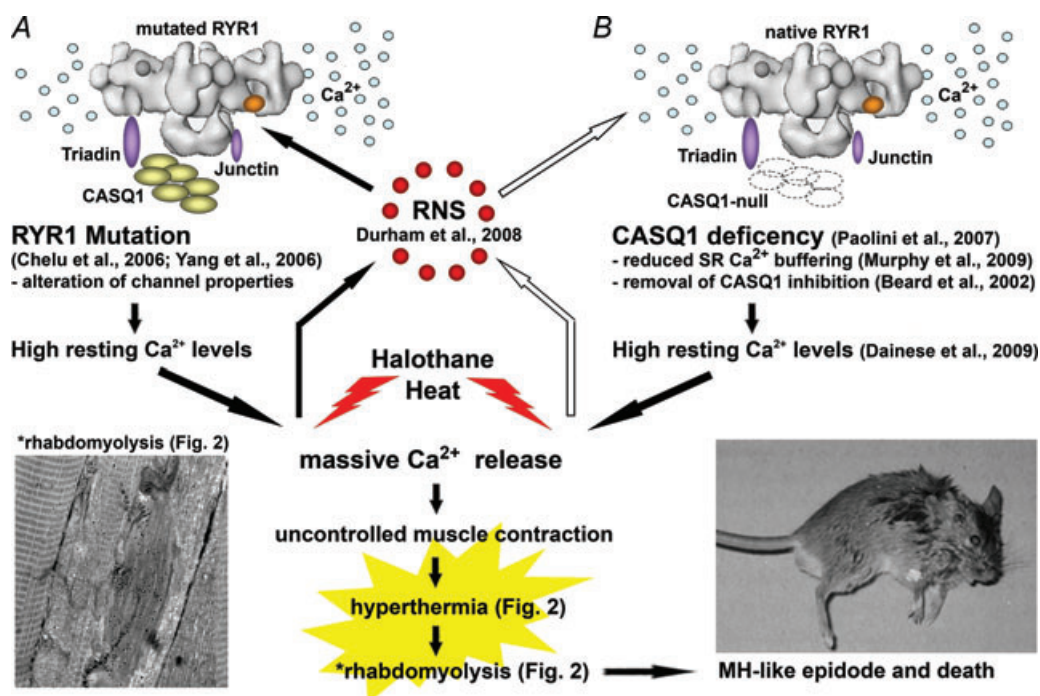 A
mutated RYR1
Ca²⁺
Triadin
Junctin
CASQ1
RYR1 Mutation
(Chelu et al., 2006; Yang et al., 2006)
- alteration of channel properties
High resting Ca²⁺ levels
*rhabdomyolysis (Fig. 2)
RNS
Durham et al., 2008
Halothane
Heat
massive Ca²⁺ release
uncontrolled muscle contraction
hyperthermia (Fig. 2)
*rhabdomyolysis (Fig. 2)
B
native RYR1
Ca²⁺
Triadin
Junctin
CASQ1-null
CASQ1 deficency (Paolini et al., 2007)
- reduced SR Ca²⁺ buffering (Murphy et al., 2009)
- removal of CASQ1 inhibition (Beard et al., 2002)
High resting Ca²⁺ levels (Dainese et al., 2009)
MH-like epidode and death